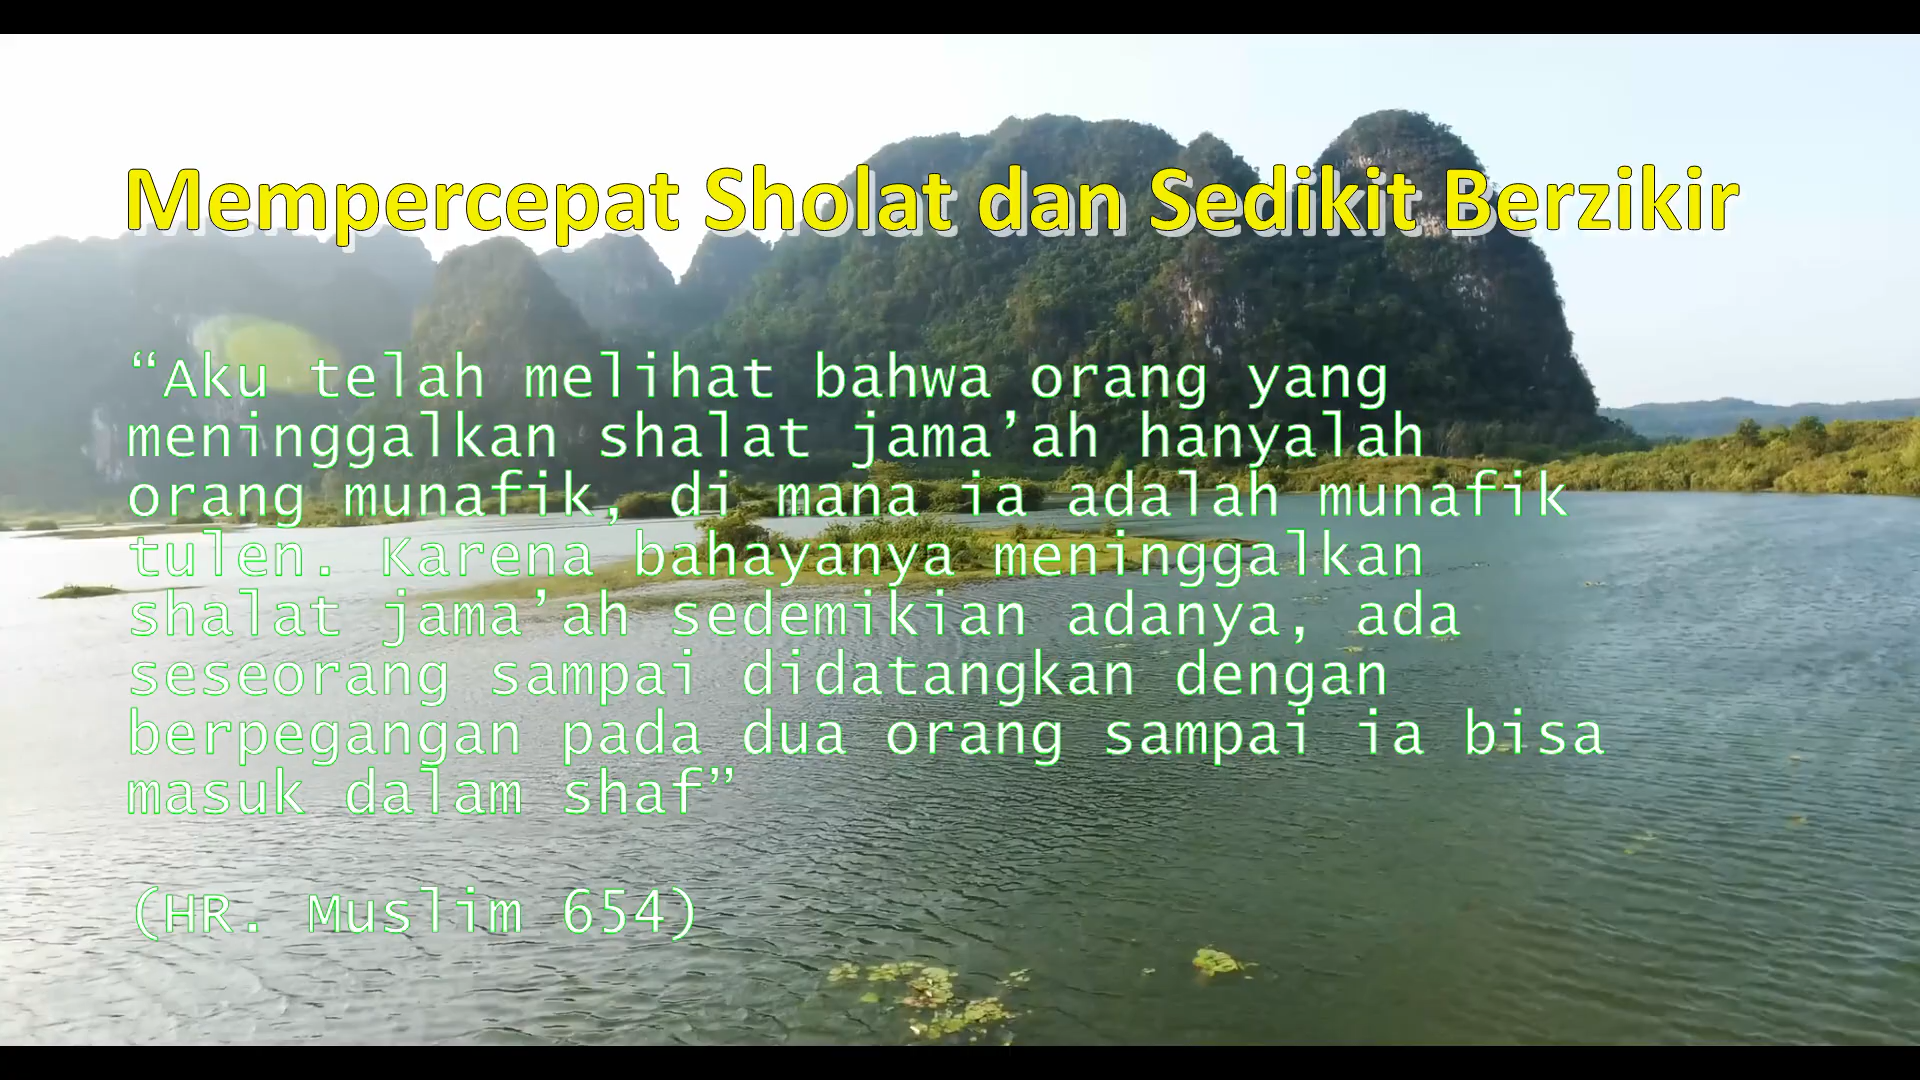 Mempercepat Sholat dan Sedikit Berzikir
“Aku telah melihat bahwa orang yang
meninggalkan shalat jama’ah hanyalah
orang munafik, di mana ia adalah munafik
tulen. Karena bahayanya meninggalkan
shalat jama’ah sedemikian adanya, ada
seseorang sampai didatangkan dengan
berpegangan pada dua orang sampai ia bisa
masuk dalam shaf”
(HR. Muslim 654)